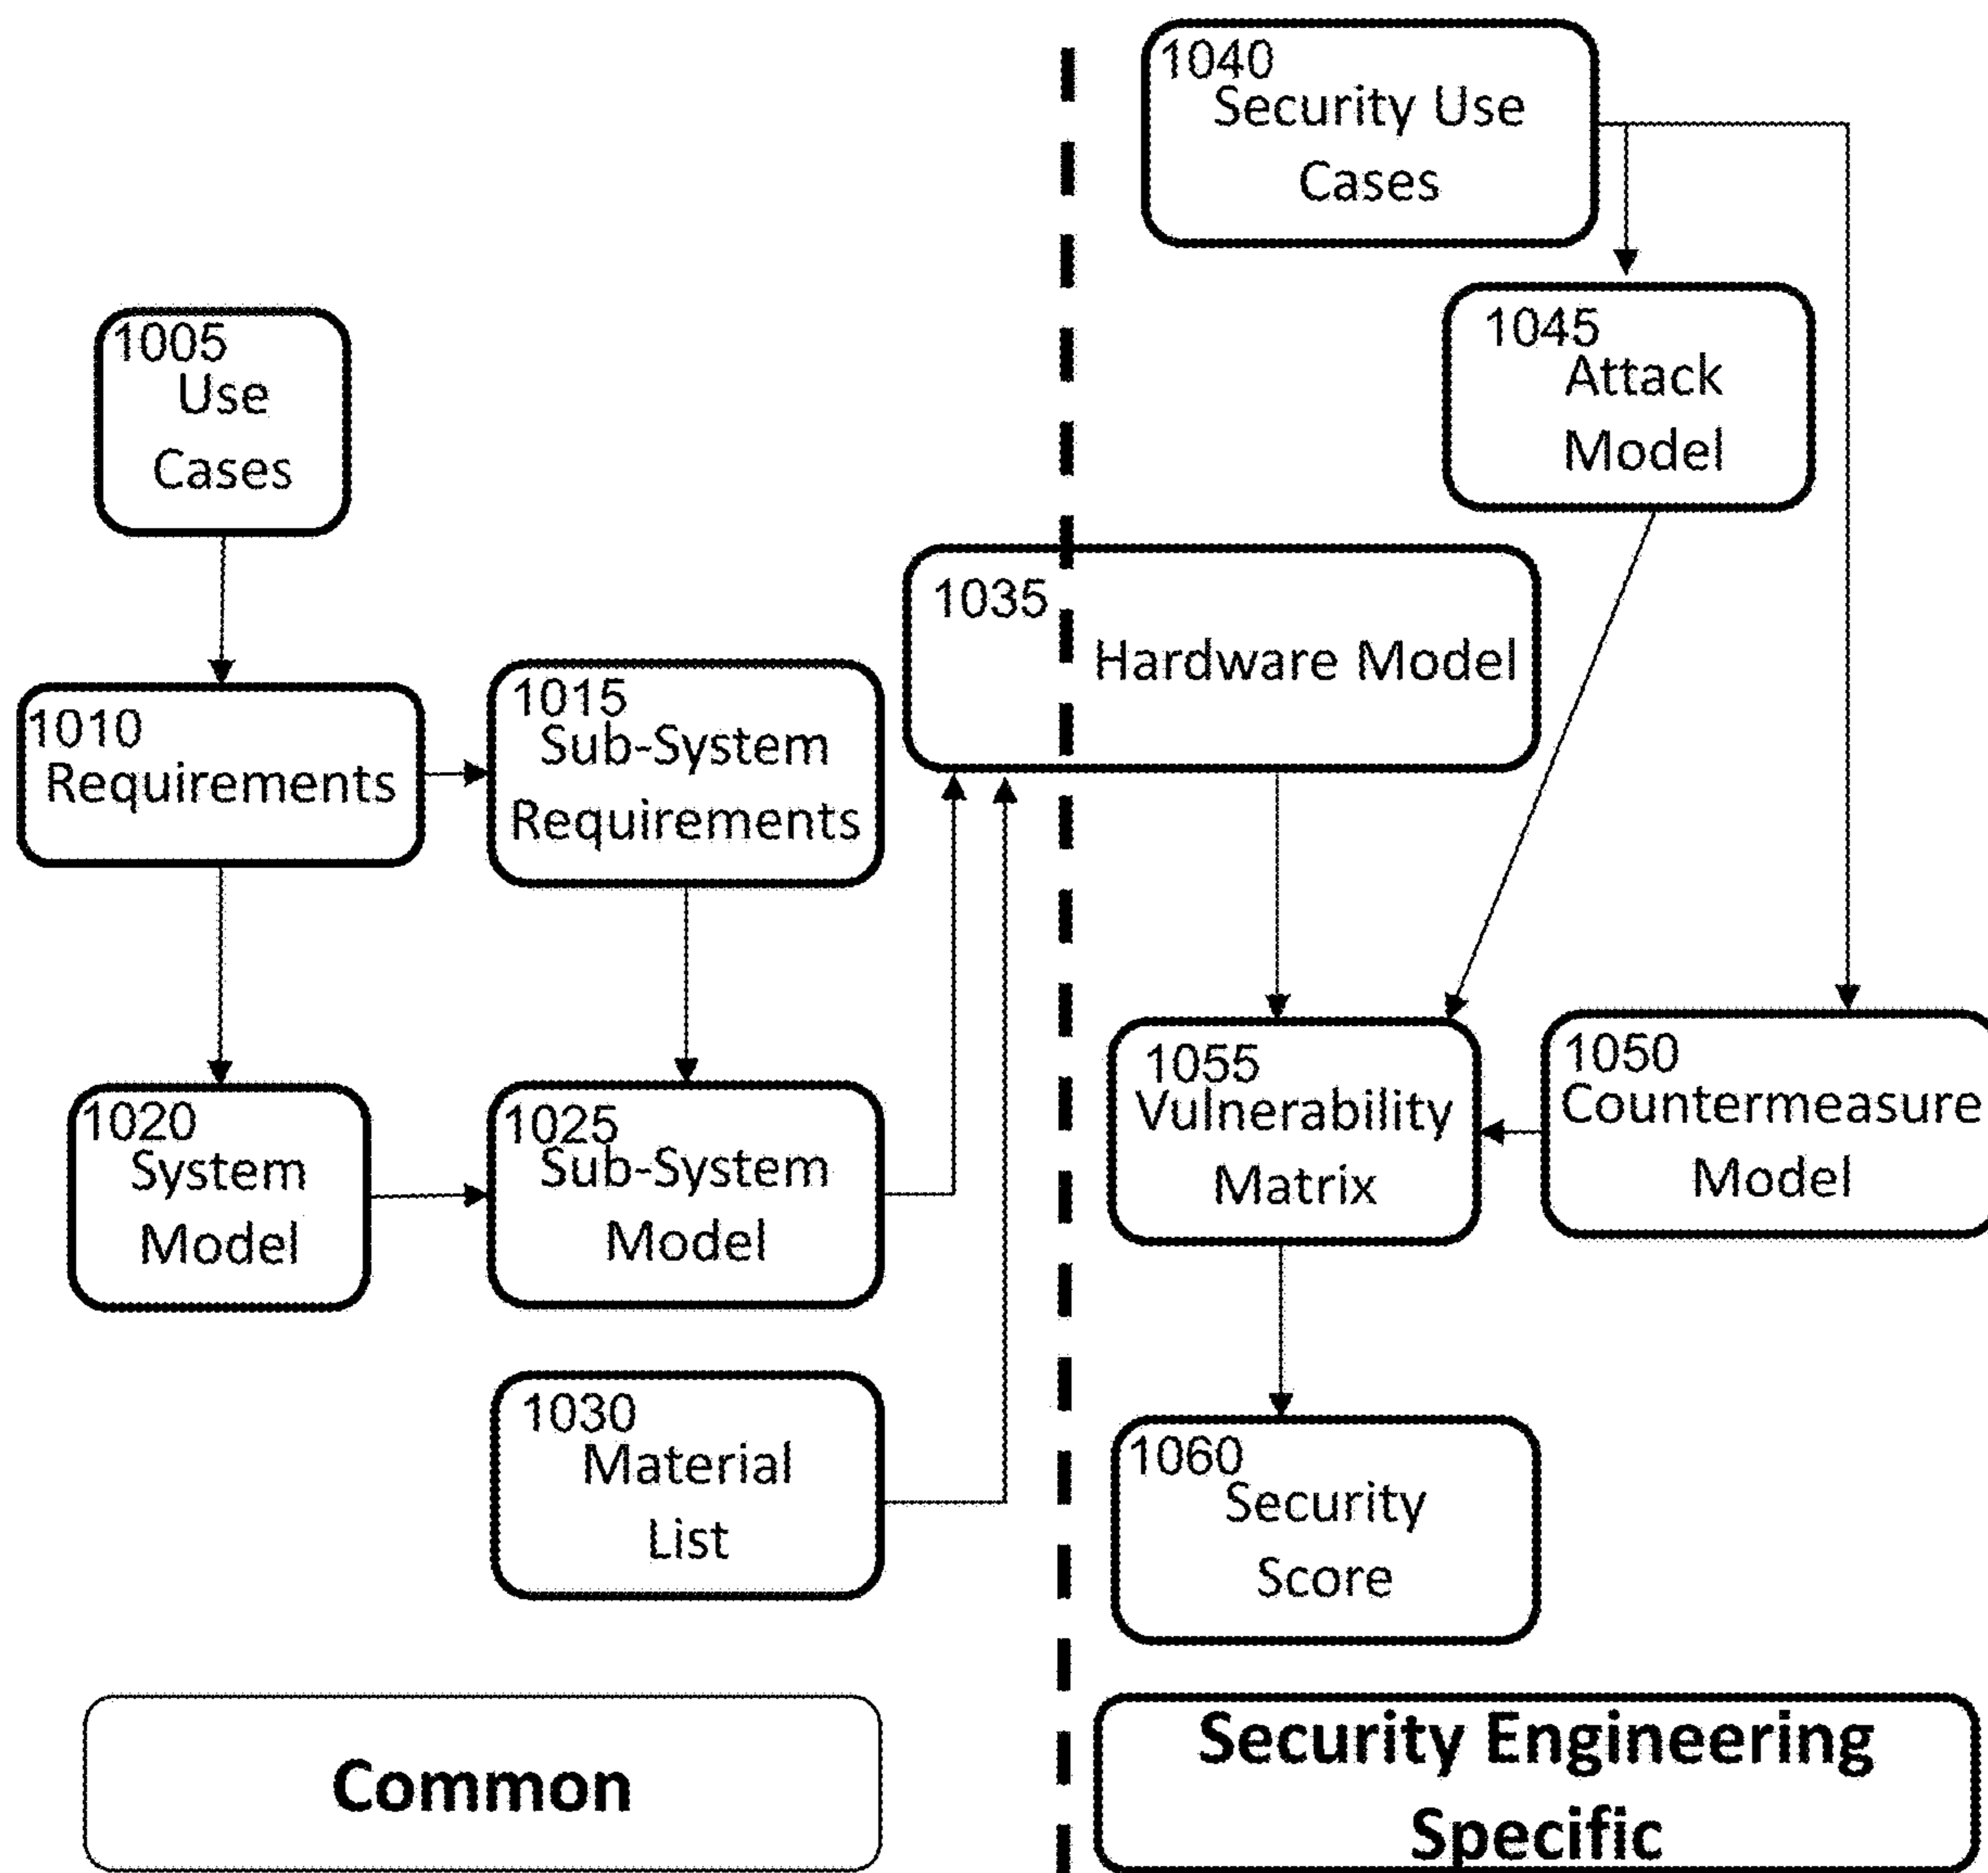 1040
Security Use
Cases
1005
Use
Cases
1045
Attack
Model
1035
Hardware Model
1010
Requirements
1015
Sub-System
Requirements
1020
System
Model
1025
Sub-System
Model
1055
Vulnerability
Matrix
1050
Countermeasure
Model
1030
Material
List
1060
Security
Score
Common
Security Engineering
Specific